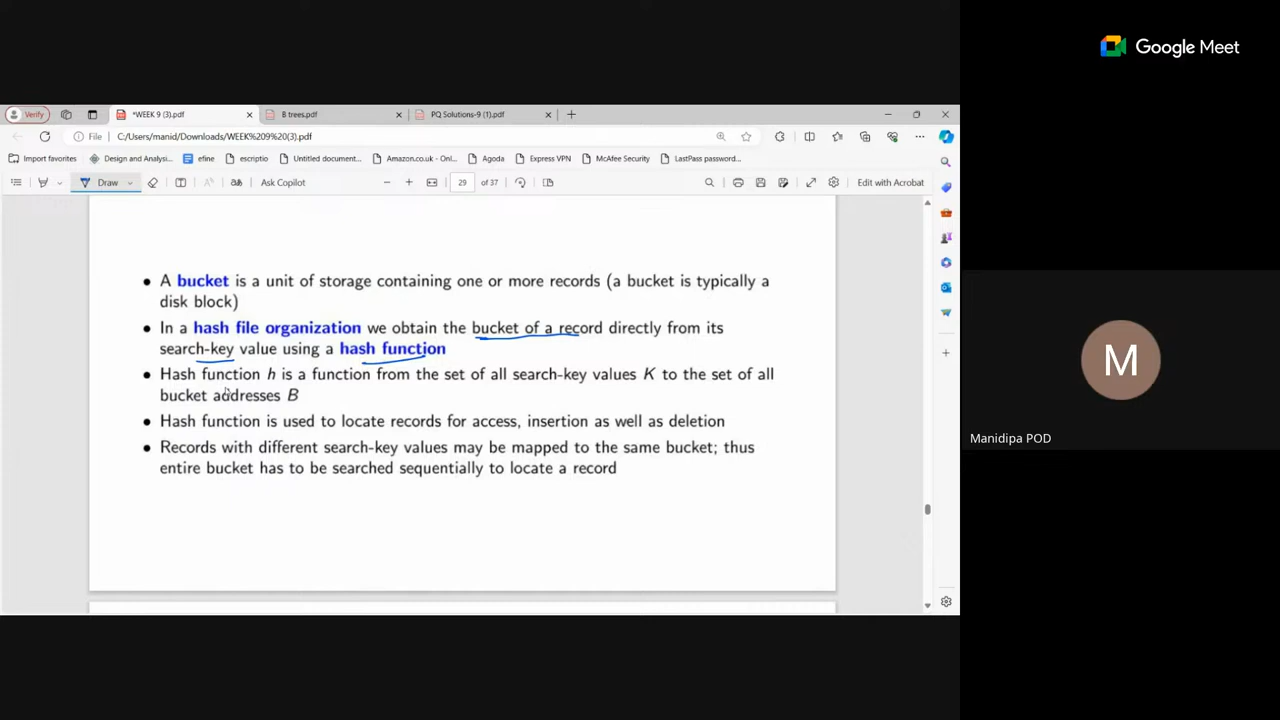 Google Meet
Verify
*WEEK 9 (3).pdf
B trees.pdf
PQ Solutions-9 (1).pdf
File
C:/Users/manid/Downloads/WEEK%209%20(3).pdf
Import favorites
Design and Analysi...
efine
escriptio
Untitled document...
Amazon.co.uk - Onl...
Agoda
Express VPN
McAfee Security
LastPass password...
Draw
Ask Copilot
29 of 37
Edit with Acrobat
• A bucket is a unit of storage containing one or more records (a bucket is typically a
disk block)
• In a hash file organization we obtain the bucket of a record directly from its
search-key value using a hash function
• Hash function h is a function from the set of all search-key values K to the set of all
bucket addresses B
• Hash function is used to locate records for access, insertion as well as deletion
• Records with different search-key values may be mapped to the same bucket; thus
entire bucket has to be searched sequentially to locate a record
M
Manidipa POD